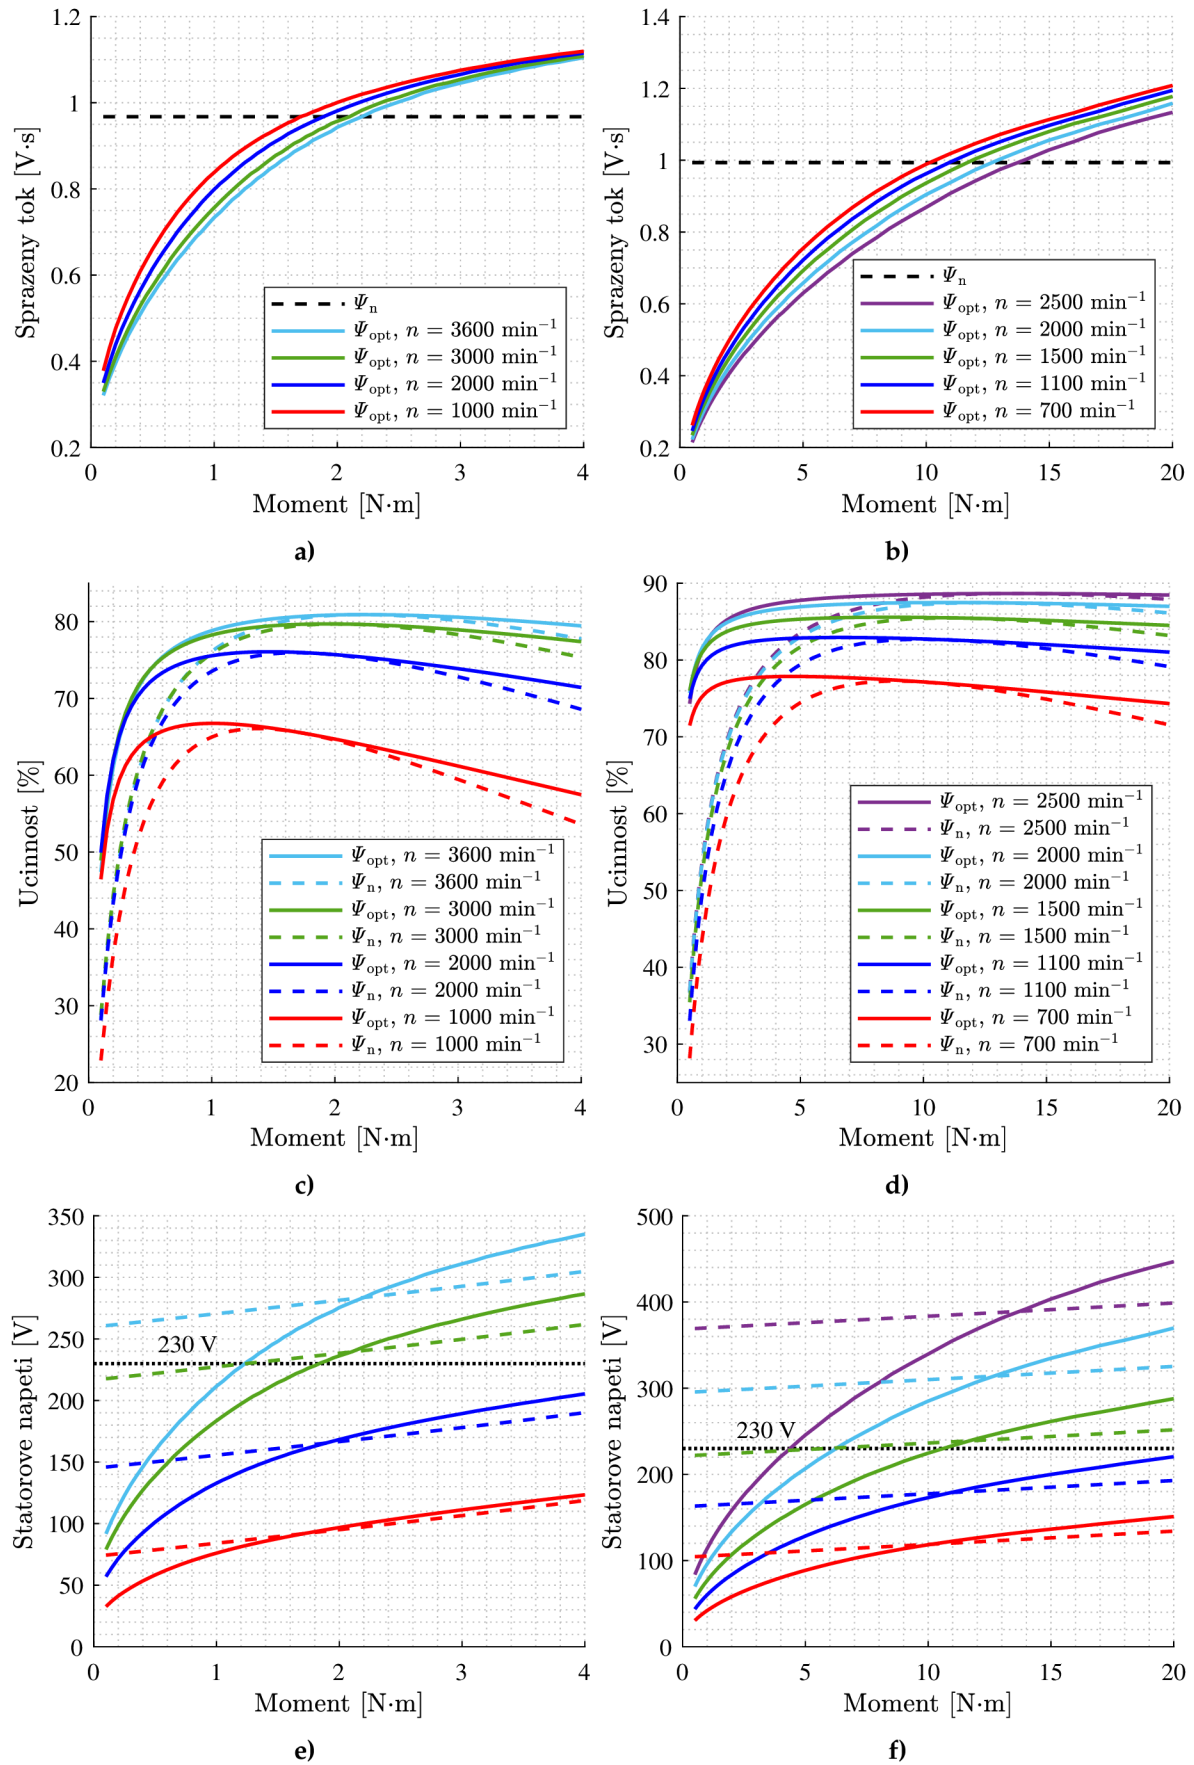 1.2
1
0.8
0.6
0.4
0.2
0 1 2 3 4
Sprazeny tok [V·s]
Moment [N·m]
Ψn
Ψopt, n = 3600 min−1
Ψopt, n = 3000 min−1
Ψopt, n = 2000 min−1
Ψopt, n = 1000 min−1
a)
1.4
1.2
1
0.8
0.6
0.4
0.2
0 5 10 15 20
Sprazeny tok [V·s]
Moment [N·m]
Ψn
Ψopt, n = 2500 min−1
Ψopt, n = 2000 min−1
Ψopt, n = 1500 min−1
Ψopt, n = 1100 min−1
Ψopt, n = 700 min−1
b)
80
70
60
50
40
30
20
0 1 2 3 4
Ucinnost [%]
Moment [N·m]
Ψopt, n = 3600 min−1
Ψn, n = 3600 min−1
Ψopt, n = 3000 min−1
Ψn, n = 3000 min−1
Ψopt, n = 2000 min−1
Ψn, n = 2000 min−1
Ψopt, n = 1000 min−1
Ψn, n = 1000 min−1
c)
90
80
70
60
50
40
30
0 5 10 15 20
Ucinnost [%]
Moment [N·m]
Ψopt, n = 2500 min−1
Ψn, n = 2500 min−1
Ψopt, n = 2000 min−1
Ψn, n = 2000 min−1
Ψopt, n = 1500 min−1
Ψn, n = 1500 min−1
Ψopt, n = 1100 min−1
Ψn, n = 1100 min−1
Ψopt, n = 700 min−1
Ψn, n = 700 min−1
d)
350
300
250
200
150
100
50
0
0 1 2 3 4
Statorove napeti [V]
Moment [N·m]
230 V
e)
500
400
300
200
100
0
0 5 10 15 20
Statorove napeti [V]
Moment [N·m]
230 V
f)